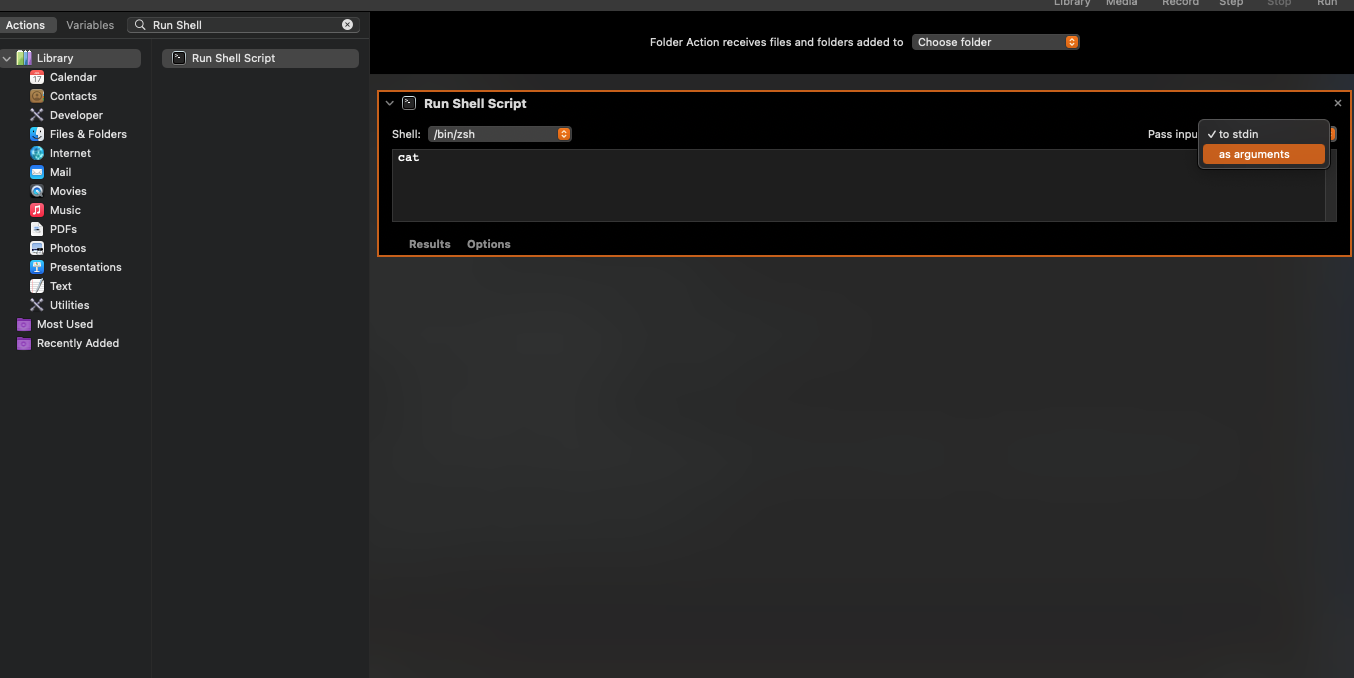 Library Media Record Step Stop Run
Actions Variables Run Shell
Folder Action receives files and folders added to Choose folder
Library
Calendar
Contacts
Developer
Files & Folders
Internet
Mail
Movies
Music
PDFs
Photos
Presentations
Text
Utilities
Most Used
Recently Added
Run Shell Script
Run Shell Script
Shell: /bin/zsh
Pass inpu
✓ to stdin
as arguments
cat
Results Options